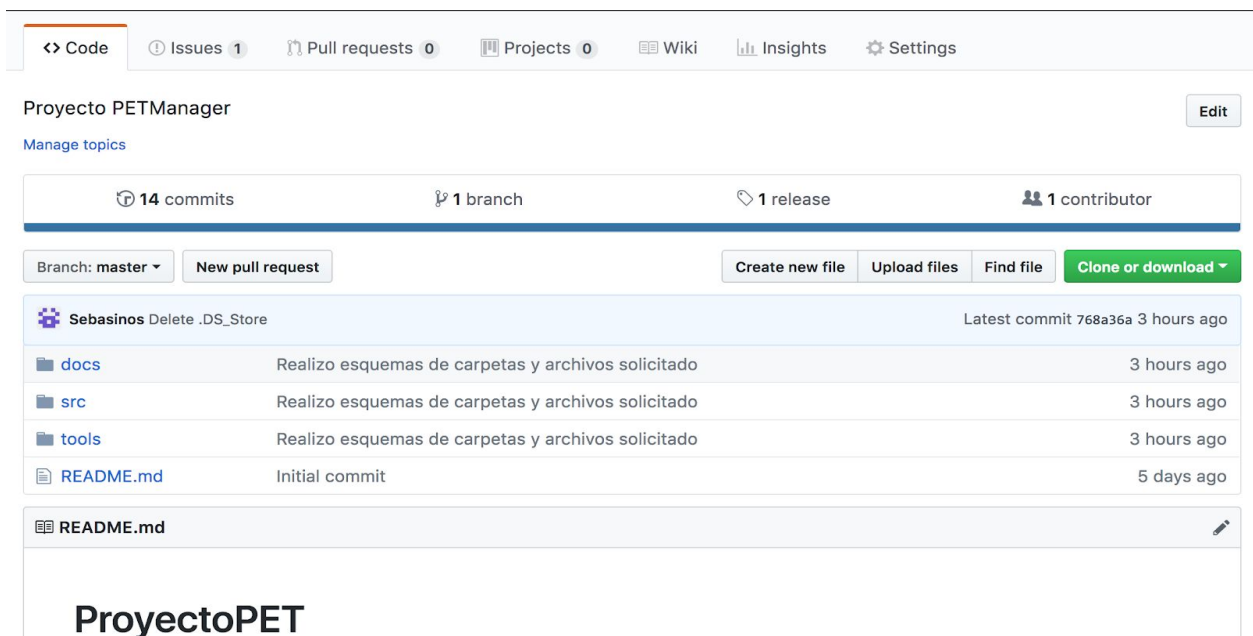 Code Issues 1 Pull requests 0 Projects 0 Wiki Insights Settings
Proyecto PETManager Edit
Manage topics
14 commits 1 branch 1 release 1 contributor
Branch: master New pull request Create new file Upload files Find file Clone or download
Sebasinos Delete .DS_Store Latest commit 768a36a 3 hours ago
docs Realizo esquemas de carpetas y archivos solicitado 3 hours ago
src Realizo esquemas de carpetas y archivos solicitado 3 hours ago
tools Realizo esquemas de carpetas y archivos solicitado 3 hours ago
README.md Initial commit 5 days ago
README.md
ProyectoPET